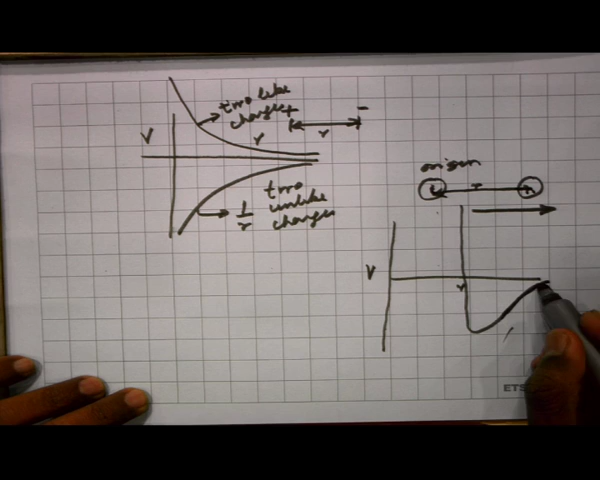 two like
charges
+ -
V
r
r
1/r
two
unlike
charges
origin
r
V
r
ETS